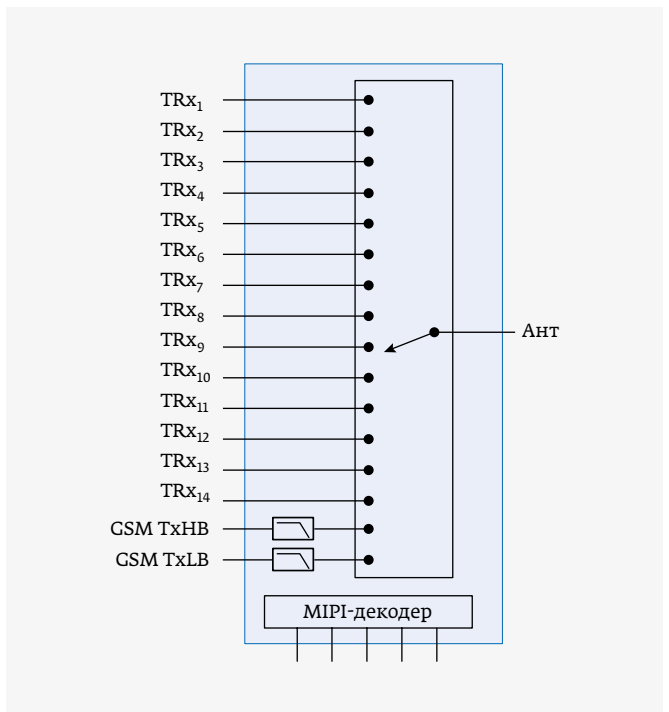 TRx₁
TRx₂
TRx₃
TRx₄
TRx₅
TRx₆
TRx₇
TRx₈
TRx₉
TRx₁₀
TRx₁₁
TRx₁₂
TRx₁₃
TRx₁₄
GSM TxHB
GSM TxLB
Ант
MIPI-декодер